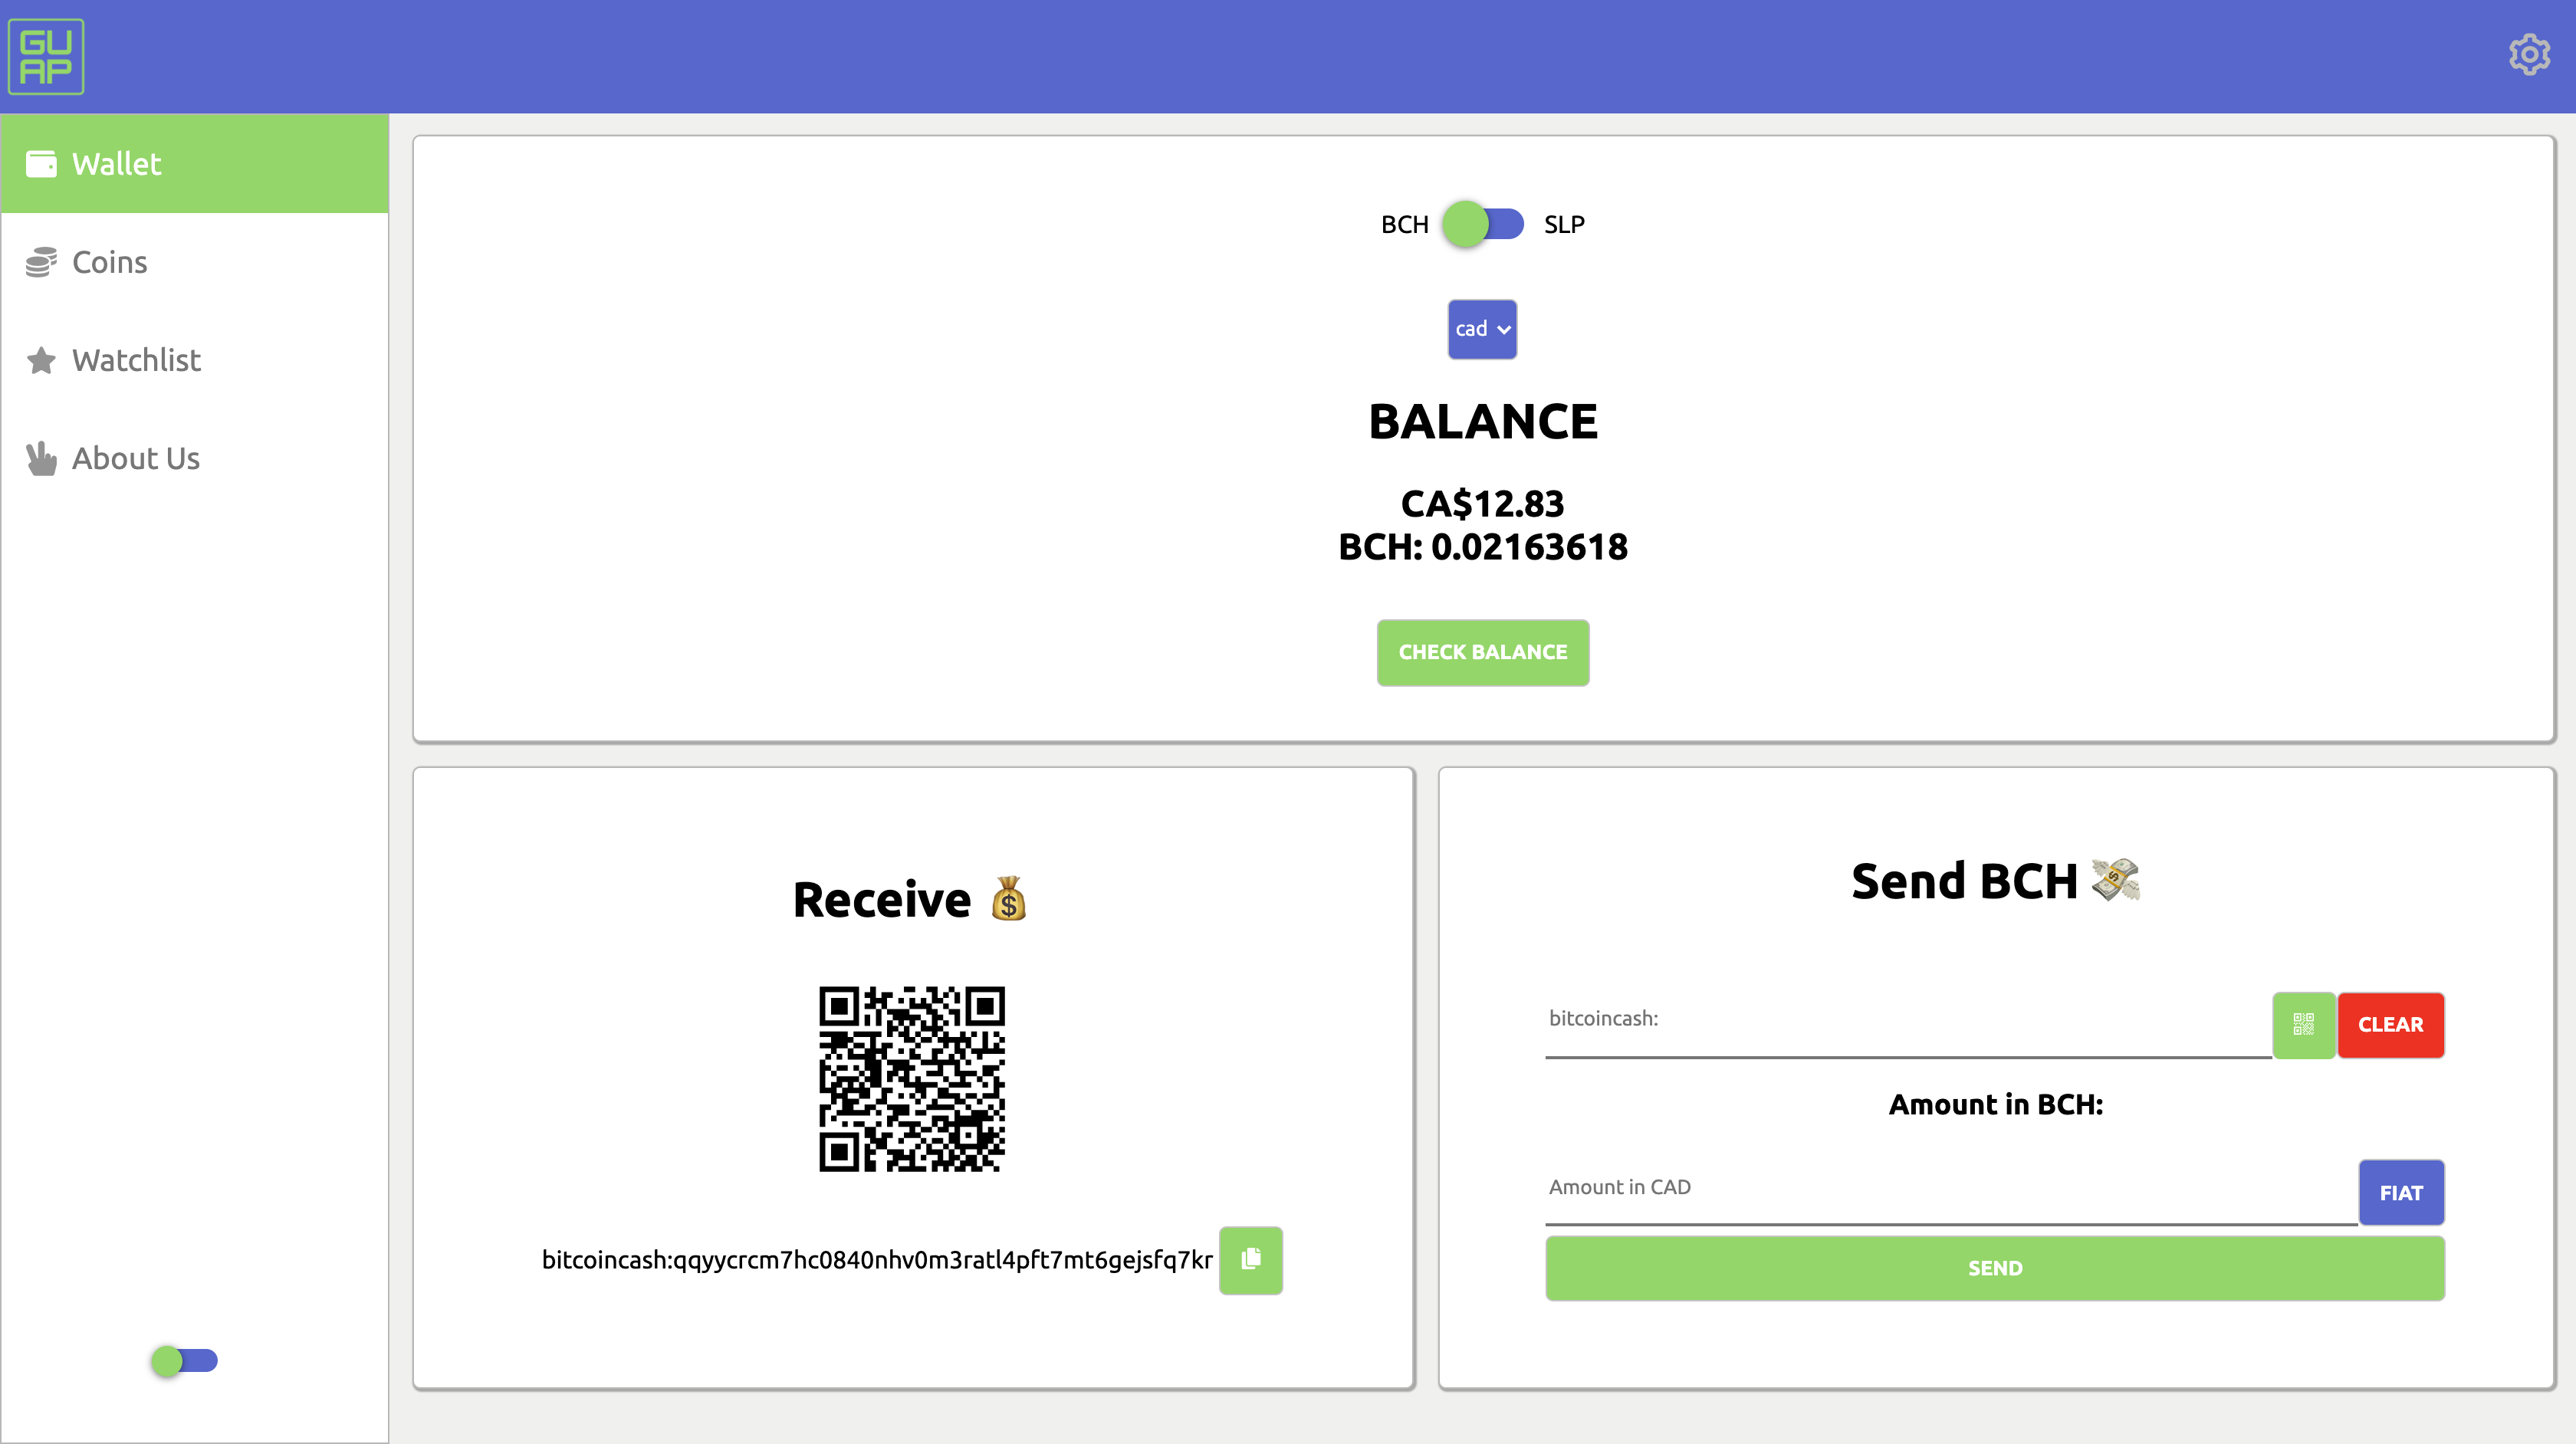 GU
AP
Wallet
Coins
Watchlist
About Us
BCH SLP
cad
BALANCE
CA$12.83
BCH: 0.02163618
CHECK BALANCE
Receive
bitcoincash:qqyycrcm7hc0840nhv0m3ratl4pft7mt6gejsfq7kr
Send BCH
bitcoincash:
CLEAR
Amount in BCH:
Amount in CAD
FIAT
SEND